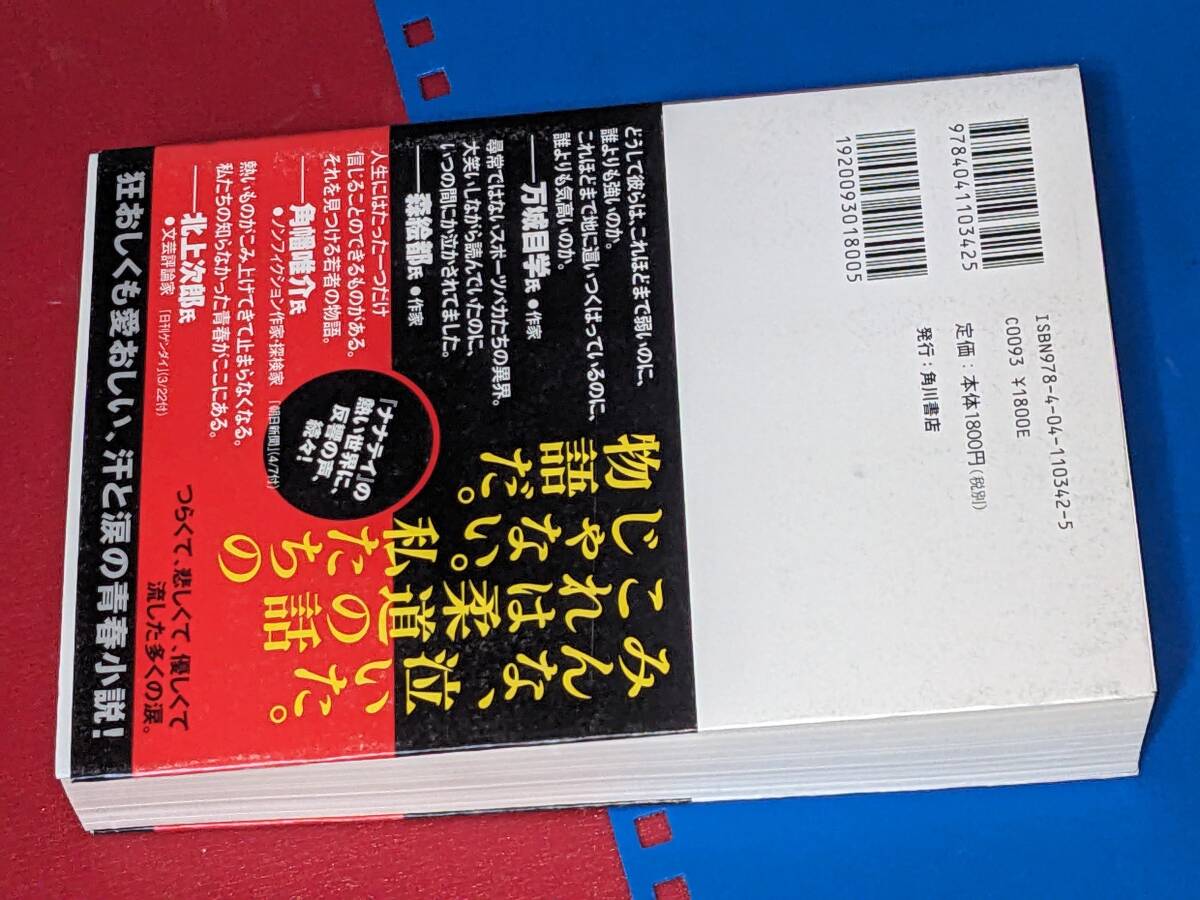 9784041103425
1920093018005
ISBN978-4-04-110342-5
C0093 ¥1800E
定価：本体1800円（税別）
発行：角川書店
みんな、泣いた。
これは柔道の話
じゃない。私たちの
物語だ。
どうして彼らは、これほどまで弱いのに、
誰よりも強いのか。
これほどまで地に這いつくばっているのに、
誰よりも気高いのか。
──万城目学氏●作家
尋常ではないスポーツバカたちの異界。
大笑いしながら読んでいたのに、
いつの間にか泣かされてました。
──森絵都氏●作家
人生にはたった一つだけ
信じることのできるものがある。
それを見つける若者の物語。
──角幡唯介氏
●ノンフィクション作家・探検家 「朝日新聞」(4/7付)
熱いものがこみ上げてきて止まらなくなる。
私たちの知らなかった青春がここにある。
──北上次郎氏
●文芸評論家 「日刊ゲンダイ」(3/22付)
『ナナテイ』の
熱い世界に、
反響の声、
続々！
つらくて、悲しくて、優しくて
流した多くの涙。
狂おしくも愛おしい、汗と涙の青春小説！